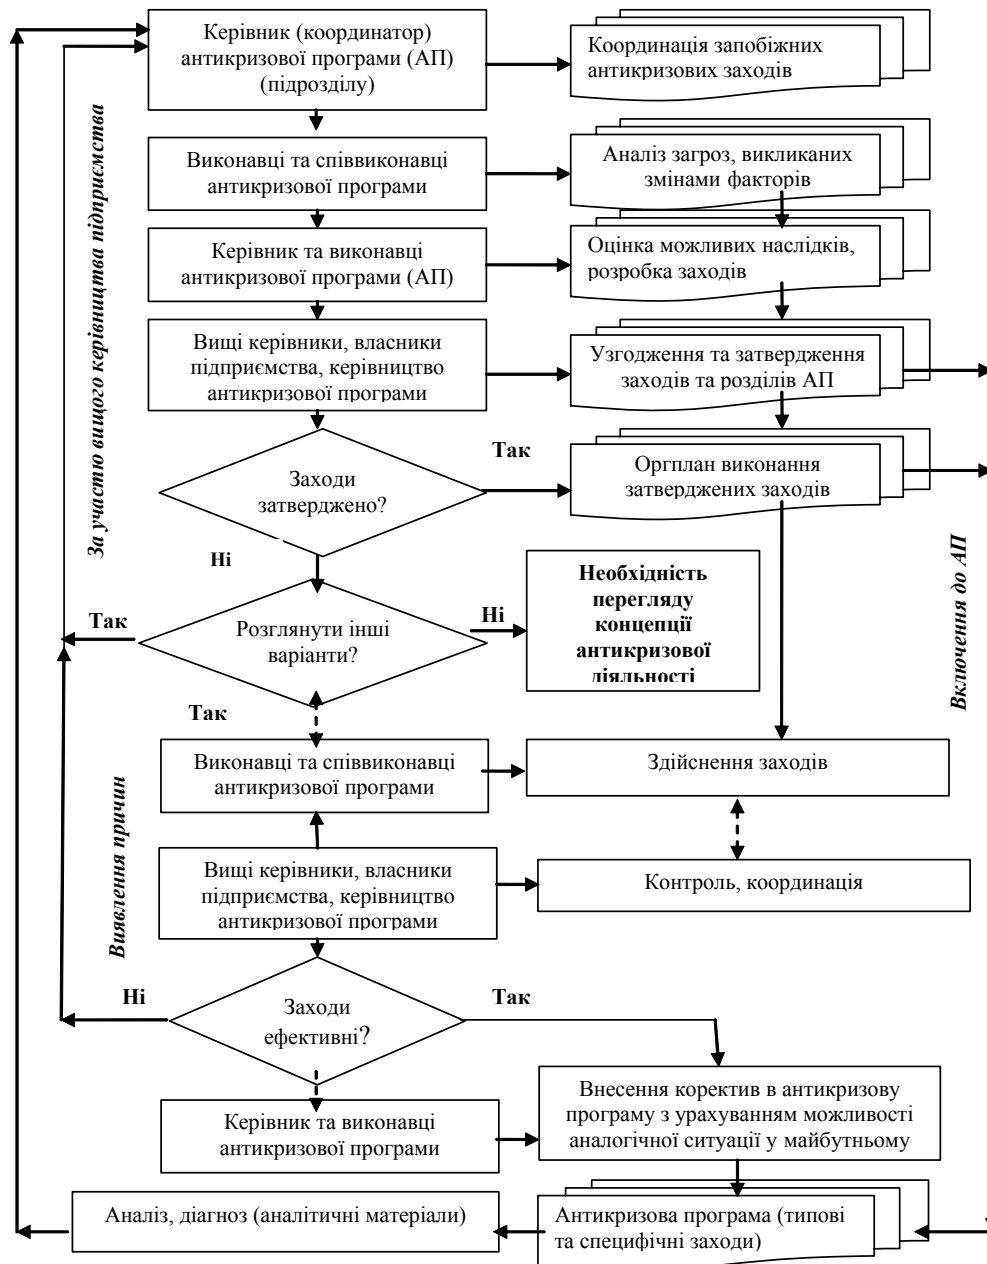 Керівник (координатор)
антикризової програми (АП)
(підрозділу)
Координація запобіжних
антикризових заходів
Виконавці та співвиконавці
антикризової програми
Аналіз загроз, викликаних
змінами факторів
Керівник та виконавці
антикризової програми (АП)
Оцінка можливих наслідків,
розробка заходів
Вищі керівники, власники
підприємства, керівництво
антикризової програми
Узгодження та затвердження
заходів та розділів АП
За участю вищого керівництва підприємства
Заходи
затверджено?
Так
Оргплан виконання
затверджених заходів
Ні
Розглянути інші
варіанти?
Так
Ні
Необхідність
перегляду
концепції
антикризової
діяльності
Включення до АП
Так
Виконавці та співвиконавці
антикризової програми
Здійснення заходів
Виявлення причин
Вищі керівники, власники
підприємства, керівництво
антикризової програми
Контроль, координація
Ні
Заходи
ефективні?
Так
Керівник та виконавці
антикризової програми
Внесення коректив в антикризову
програму з урахуванням можливості
аналогічної ситуації у майбутньому
Аналіз, діагноз (аналітичні матеріали)
Антикризова програма (типові
та специфічні заходи)